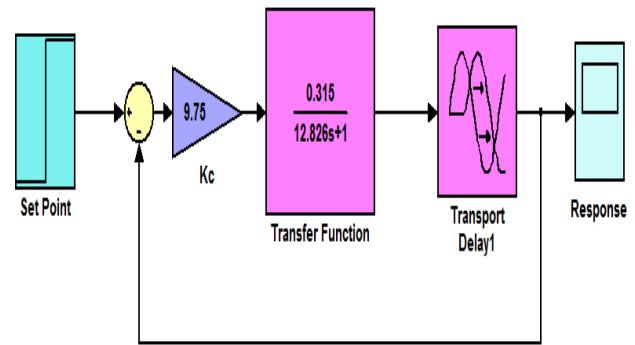 Set Point
+
-
9.75
Kc
0.315
12.826s+1
Transfer Function
Transport
Delay1
Response